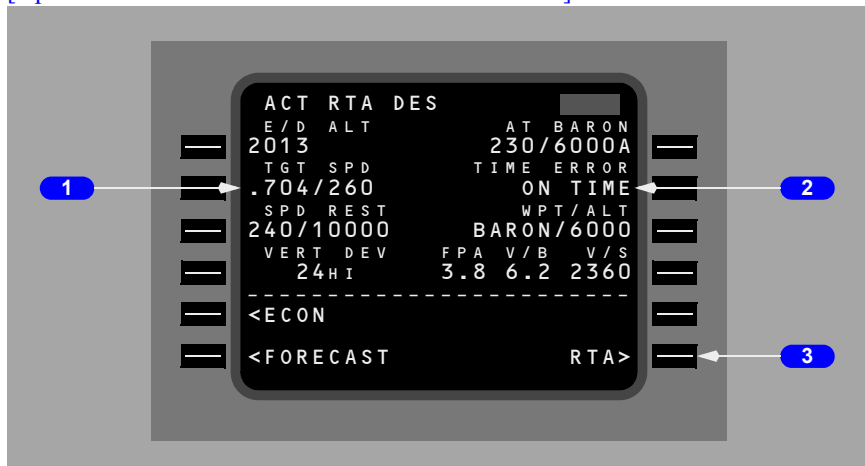 ACT RTA DES
E/D ALT AT BARON
2013 230/6000A
TGT SPD TIME ERROR
1 .704/260 ON TIME 2
SPD REST WPT/ALT
240/10000 BARON/6000
VERT DEV FPA V/B V/S
24HI 3.8 6.2 2360
------------------------
<ECON
<FORECAST RTA> 3